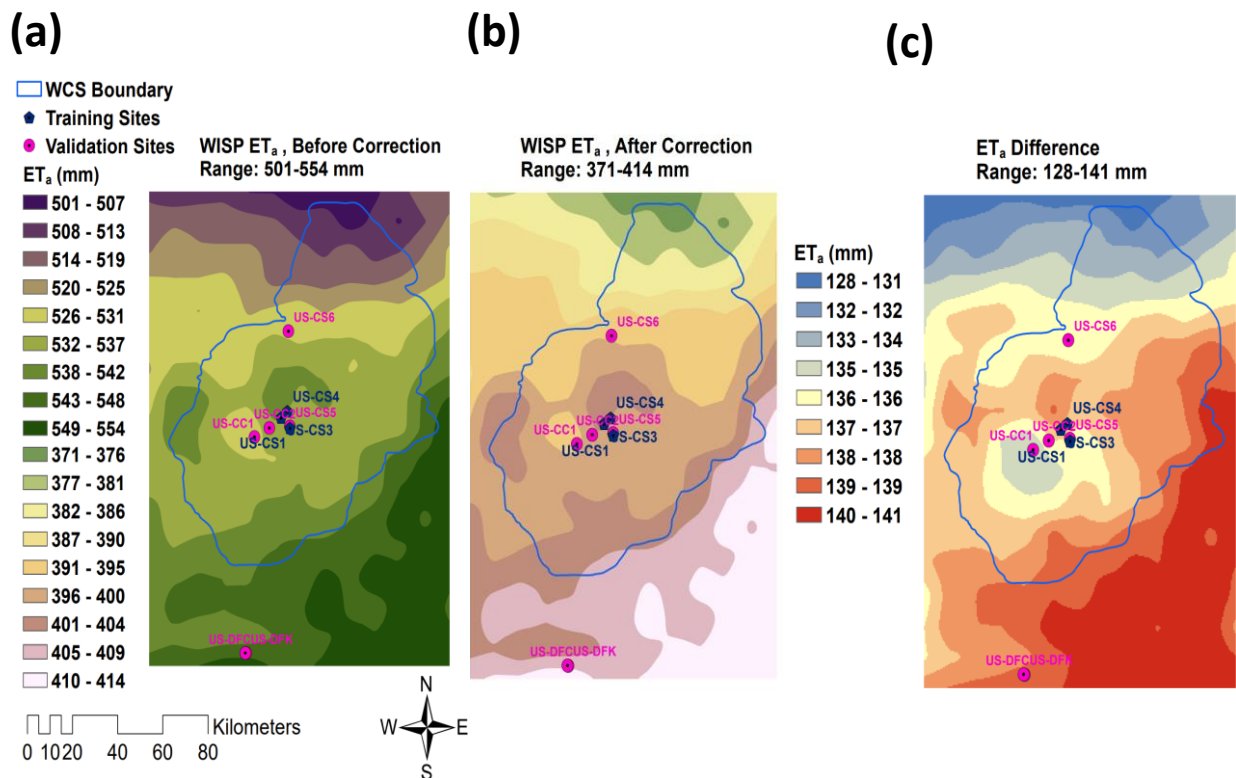 (a)
(b)
(c)
WCS Boundary
Training Sites
Validation Sites
ETa (mm)
501 - 507
508 - 513
514 - 519
520 - 525
526 - 531
532 - 537
538 - 542
543 - 548
549 - 554
371 - 376
377 - 381
382 - 386
387 - 390
391 - 395
396 - 400
401 - 404
405 - 409
410 - 414
0 10 20 40 60 80 Kilometers
WISP ETa , Before Correction
Range: 501-554 mm
US-CS6
US-CS4
US-CS5
US-CC1
US-CS1
US-DFCUS-DFK
N
W E
S
WISP ETa , After Correction
Range: 371-414 mm
US-CS6
US-CS4
US-CS5
US-CC1
US-CS3
US-CS1
US-DFCUS-DFK
ETa Difference
Range: 128-141 mm
ETa (mm)
128 - 131
132 - 132
133 - 134
135 - 135
136 - 136
137 - 137
138 - 138
139 - 139
140 - 141
US-CS6
US-CS4
US-CS5
US-CC1
US-CS1
US-DFCUS-DFK